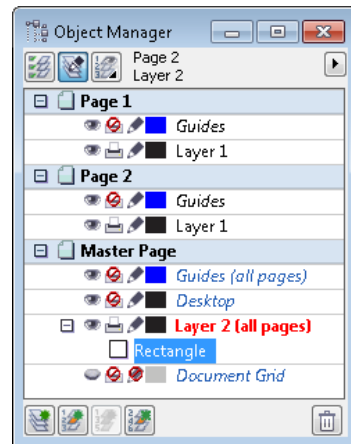 Object Manager
Page 2
Layer 2
Page 1
Guides
Layer 1
Page 2
Guides
Layer 1
Master Page
Guides (all pages)
Desktop
Layer 2 (all pages)
Rectangle
Document Grid